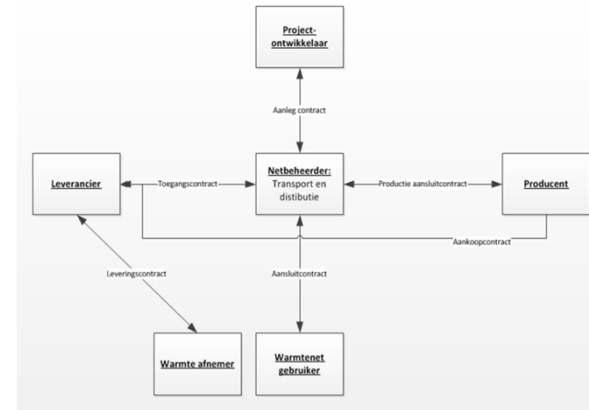 Project-
ontwikkelaar
Aanleg contract
Leverancier
Toegangscontract
Netbeheerder:
Transport en
distibutie
Productie aansluitcontract
Producent
Aankoopcontract
Leveringscontract
Aansluitcontract
Warmte afnemer
Warmtenet
gebruiker